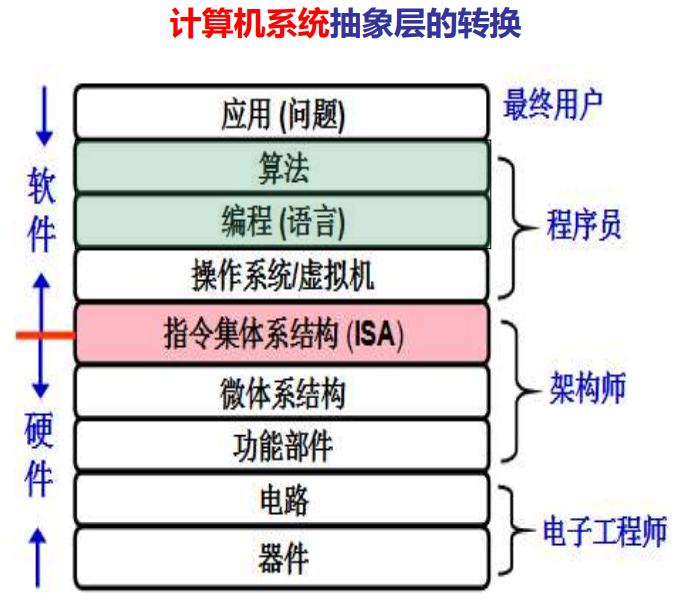 计算机系统抽象层的转换
应用 (问题)
最终用户
算法
编程 (语言)
操作系统/虚拟机
程序员
软件
指令集体系结构 (ISA)
微体系结构
功能部件
架构师
硬件
电路
器件
电子工程师